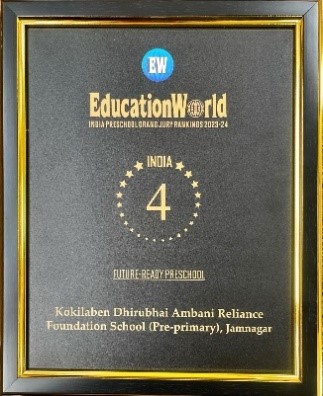 EW
EducationWorld
INDIA PRESCHOOL GRAND JURY RANKINGS 2023-24
INDIA
4
FUTURE-READY PRESCHOOL
Kokilaben Dhirubhai Ambani Reliance
Foundation School (Pre-primary), Jamnagar